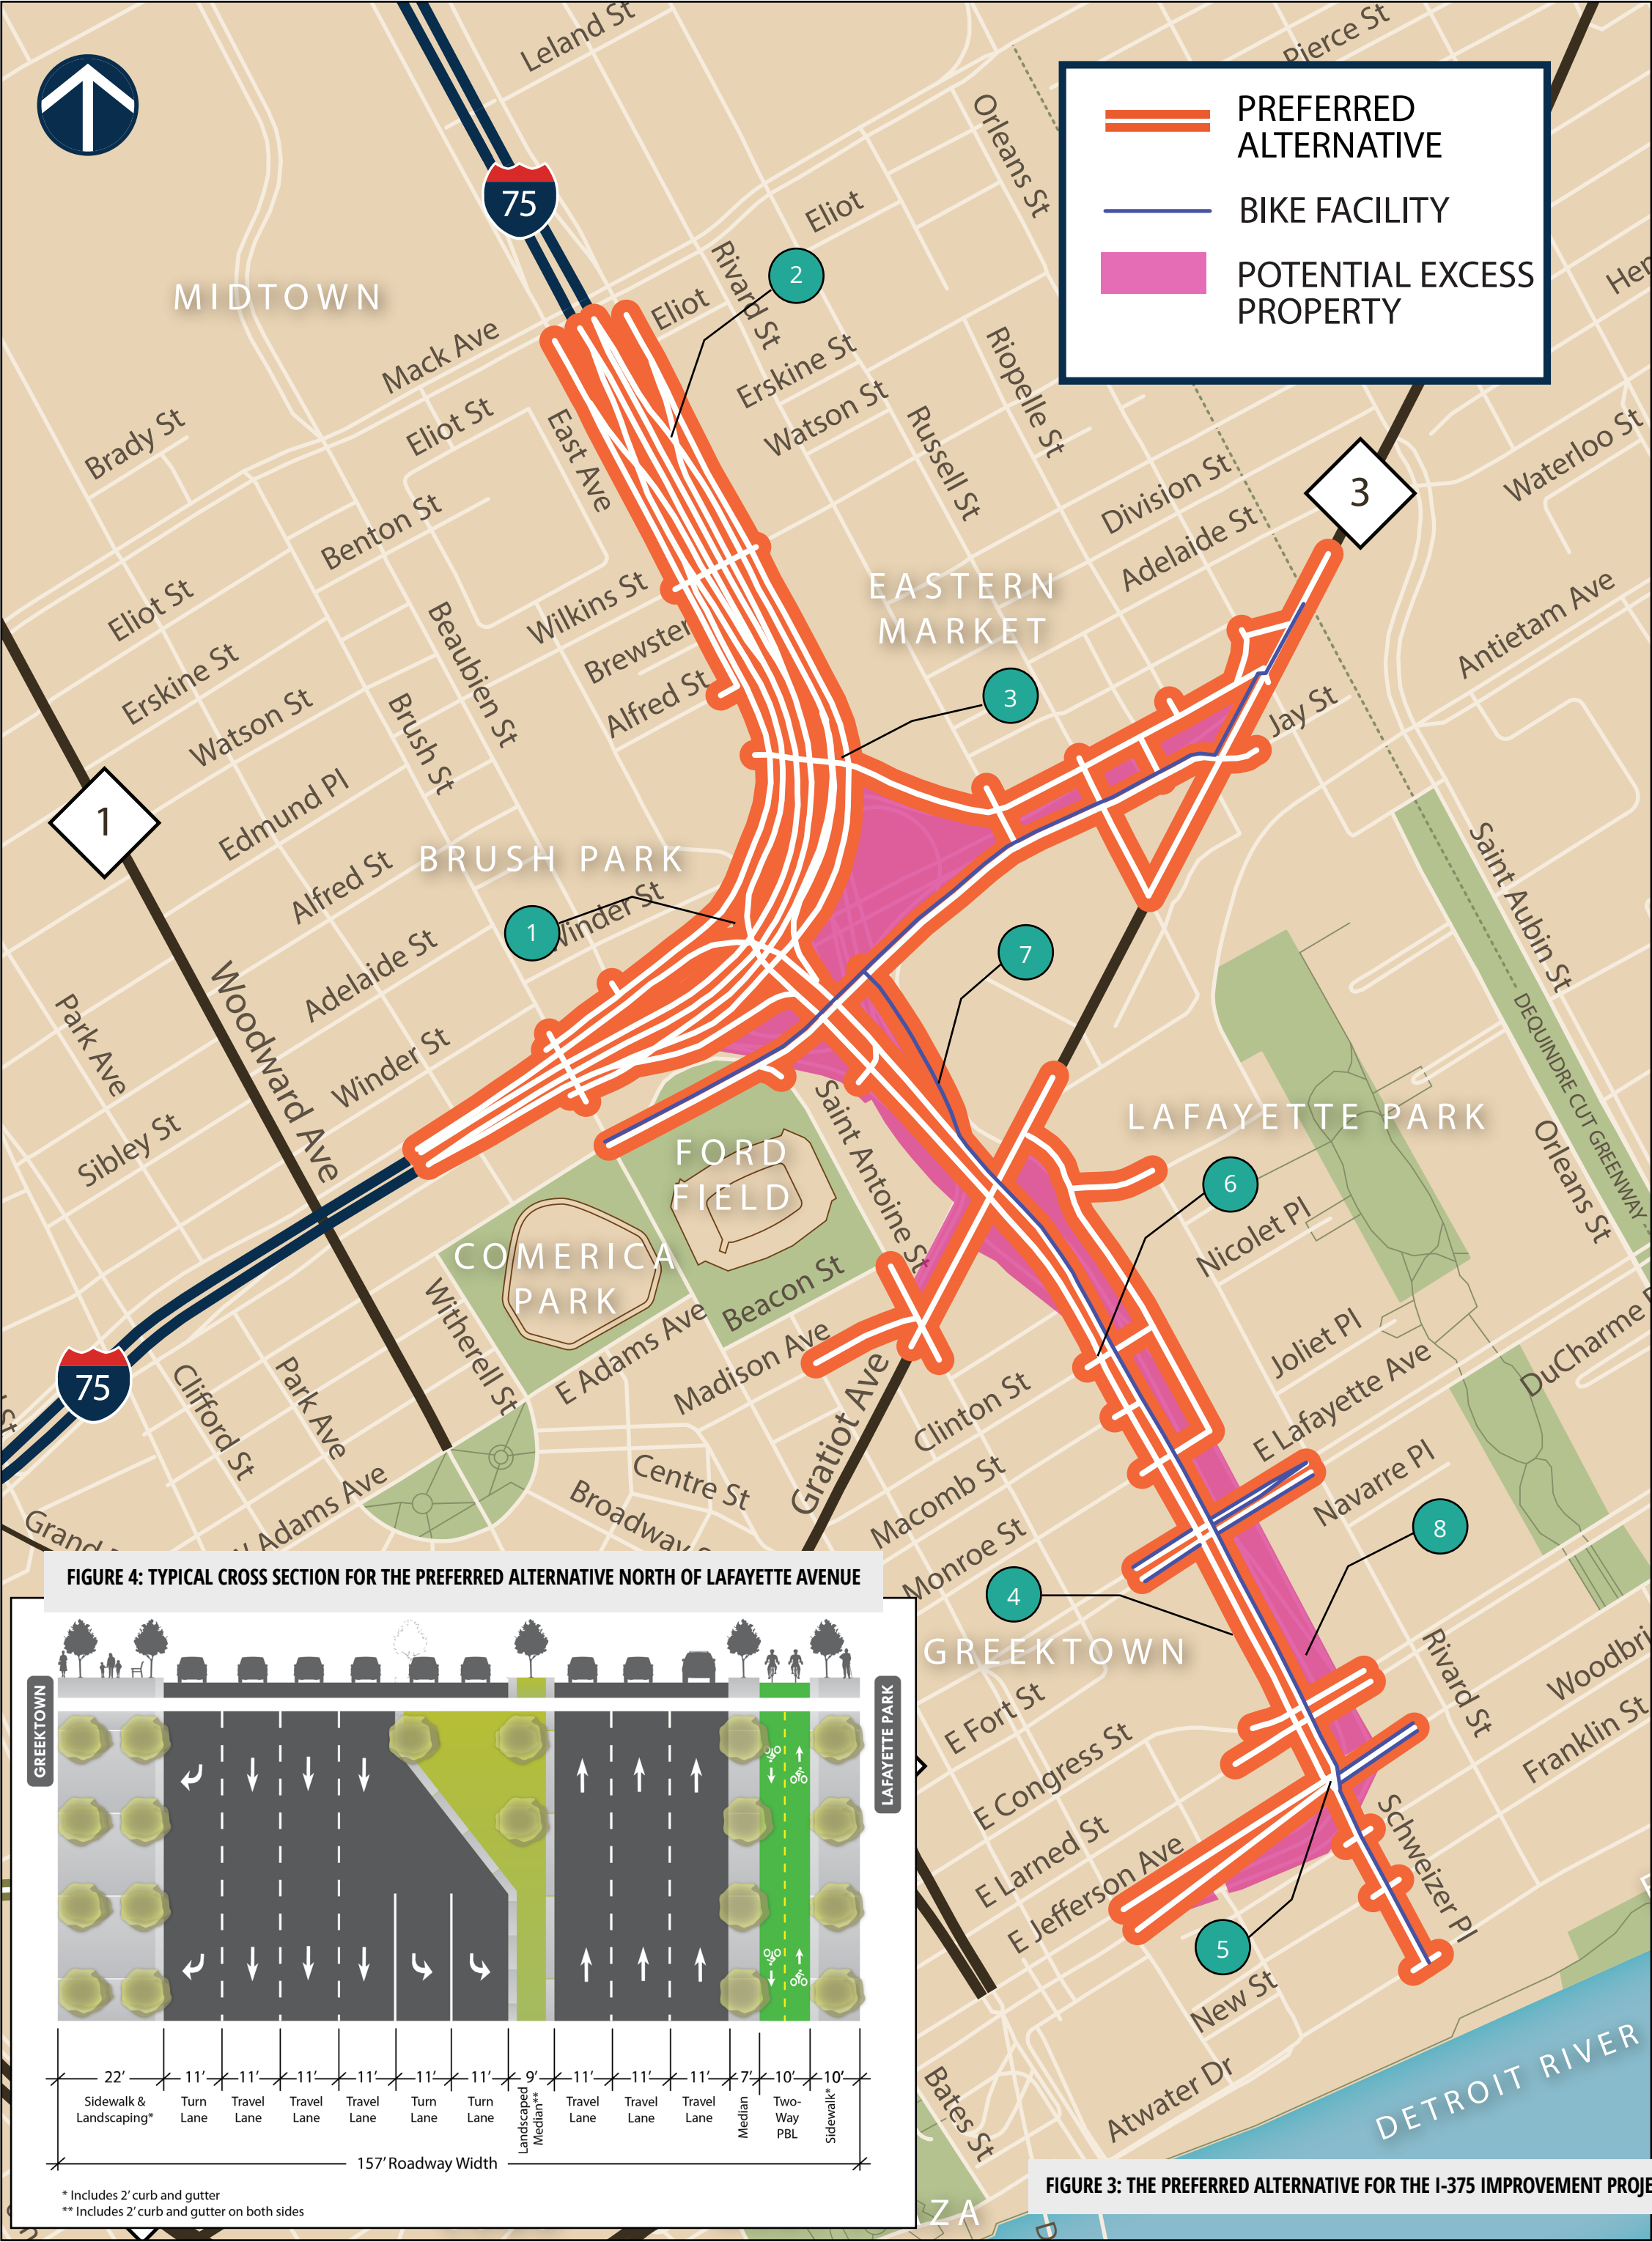 Leland St
Pierce St
Orleans St
PREFERRED
ALTERNATIVE
BIKE FACILITY
POTENTIAL EXCESS
PROPERTY
75
Eliot
Rivard St
2
MIDTOWN
Eliot
Mack Ave
Erskine St
Riopelle St
Brady St
Eliot St
East Ave
Watson St
Russell St
Waterloo St
3
Division St
Benton St
Adelaide St
EASTERN
MARKET
Eliot St
Wilkins St
Beaubien St
Brewster
Antietam Ave
Erskine St
Alfred St
3
Jay St
Watson St
Brush St
1
Edmund Pl
BRUSH PARK
Saint Aubin St
Alfred St
Winder St
1
7
Adelaide St
Woodward Ave
Park Ave
Winder St
DEQUINDRE CUT GREENWAY
Saint Antoine St
LAFAYETTE PARK
Sibley St
FORD
FIELD
6
Orleans St
Nicolet Pl
COMERICA
PARK
Beacon St
Witherell St
E Adams Ave
Madison Ave
Joliet Pl
DuCharme
75
Clifford St
Park Ave
Gratiot Ave
Clinton St
E Lafayette Ave
Centre St
Macomb St
Navarre Pl
Adams Ave
Broadway
Grand
Monroe St
8
4
GREEKTOWN
Rivard St
E Fort St
Franklin St
E Congress St
E Larned St
E Jefferson Ave
Schweizer Pl
5
New St
Bates St
Atwater Dr
DETROIT RIVER
ZA
FIGURE 4: TYPICAL CROSS SECTION FOR THE PREFERRED ALTERNATIVE NORTH OF LAFAYETTE AVENUE
GREEKTOWN
LAFAYETTE PARK
22' 11' 11' 11' 11' 11' 11' 9' 11' 11' 11' 7' 10' 10'
Sidewalk &
Landscaping*
Turn
Lane
Travel
Lane
Travel
Lane
Travel
Lane
Turn
Lane
Turn
Lane
Landscaped
Median**
Travel
Lane
Travel
Lane
Travel
Lane
Median
Two-
Way
PBL
Sidewalk*
157' Roadway Width
* Includes 2' curb and gutter
** Includes 2' curb and gutter on both sides
FIGURE 3: THE PREFERRED ALTERNATIVE FOR THE I-375 IMPROVEMENT PROJE